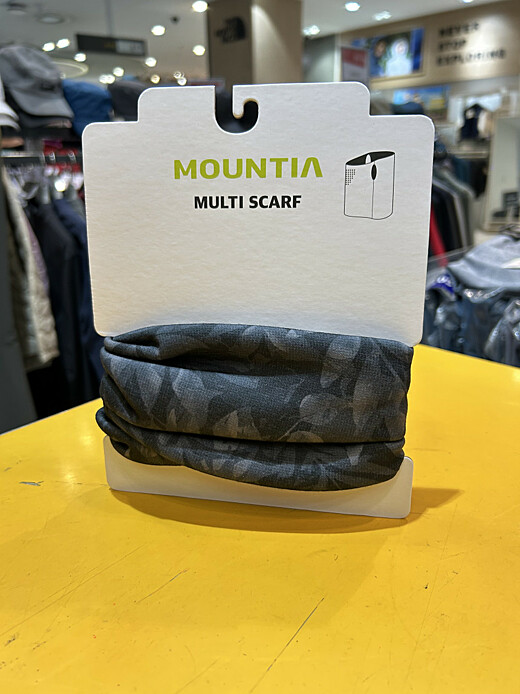 MOUNTIA
MULTI SCARF
NEVER
STOP
EXPLORING